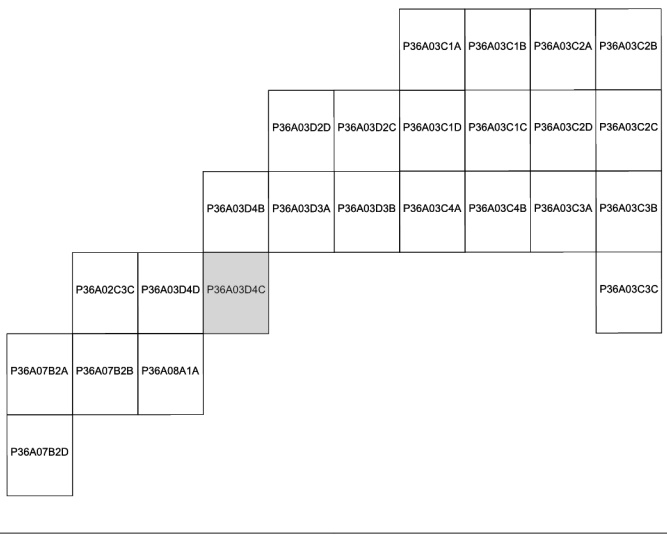 P36A03C1A P36A03C1B P36A03C2A P36A03C2B
P36A03D2D P36A03D2C P36A03C1D P36A03C1C P36A03C2D P36A03C2C
P36A03D4B P36A03D3A P36A03D3B P36A03C4A P36A03C4B P36A03C3A P36A03C3B
P36A02C3C P36A03D4D P36A03D4C P36A03C3C
P36A07B2A P36A07B2B P36A08A1A
P36A07B2D